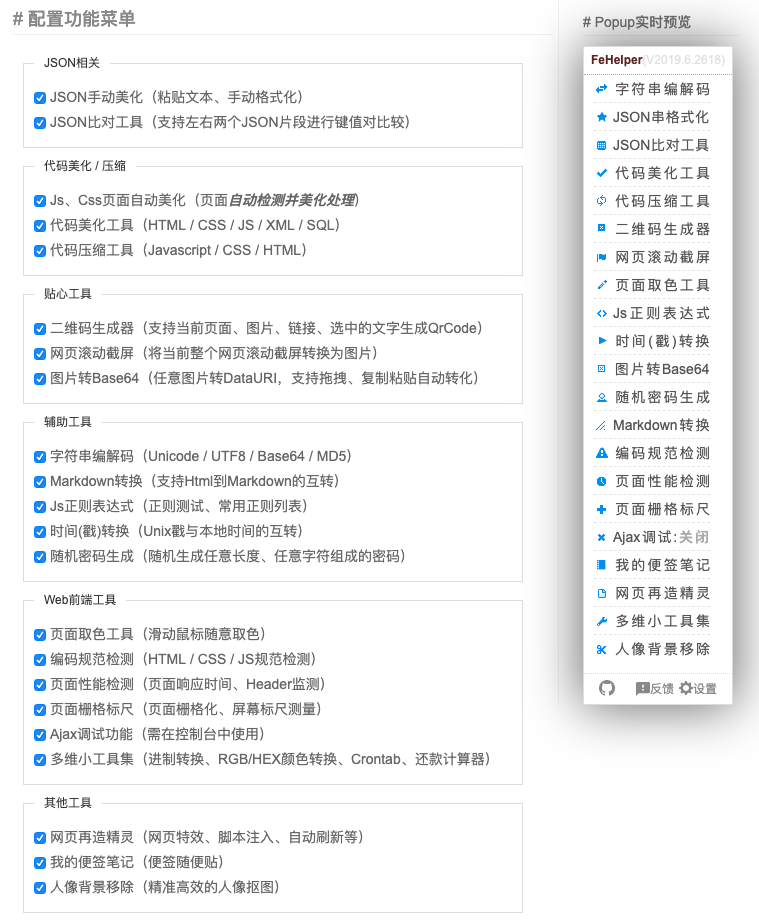 # 配置功能菜单
JSON相关
JSON手动美化（粘贴文本、手动格式化）
JSON比对工具（支持左右两个JSON片段进行键值对比较）
代码美化 / 压缩
Js、Css页面自动美化（页面自动检测并美化处理）
代码美化工具（HTML / CSS / JS / XML / SQL）
代码压缩工具（Javascript / CSS / HTML）
贴心工具
二维码生成器（支持当前页面、图片、链接、选中的文字生成QrCode）
网页滚动截屏（将当前整个网页滚动截屏转换为图片）
图片转Base64（任意图片转DataURI，支持拖拽、复制粘贴自动转化）
辅助工具
字符串编解码（Unicode / UTF8 / Base64 / MD5）
Markdown转换（支持Html到Markdown的互转）
Js正则表达式（正则测试、常用正则列表）
时间(戳)转换（Unix戳与本地时间的互转）
随机密码生成（随机生成任意长度、任意字符组成的密码）
Web前端工具
页面取色工具（滑动鼠标随意取色）
编码规范检测（HTML / CSS / JS规范检测）
页面性能检测（页面响应时间、Header监测）
页面栅格标尺（页面栅格化、屏幕标尺测量）
Ajax调试功能（需在控制台中使用）
多维小工具集（进制转换、RGB/HEX颜色转换、Crontab、还款计算器）
其他工具
网页再造精灵（网页特效、脚本注入、自动刷新等）
我的便签笔记（便签随便贴）
人像背景移除（精准高效的人像抠图）
# Popup实时预览
FeHelper(V2019.6.2618)
字符串编解码
JSON串格式化
JSON比对工具
代码美化工具
代码压缩工具
二维码生成器
网页滚动截屏
页面取色工具
Js正则表达式
时间(戳)转换
图片转Base64
随机密码生成
Markdown转换
编码规范检测
页面性能检测
页面栅格标尺
Ajax调试:关闭
我的便签笔记
网页再造精灵
多维小工具集
人像背景移除
反馈 设置